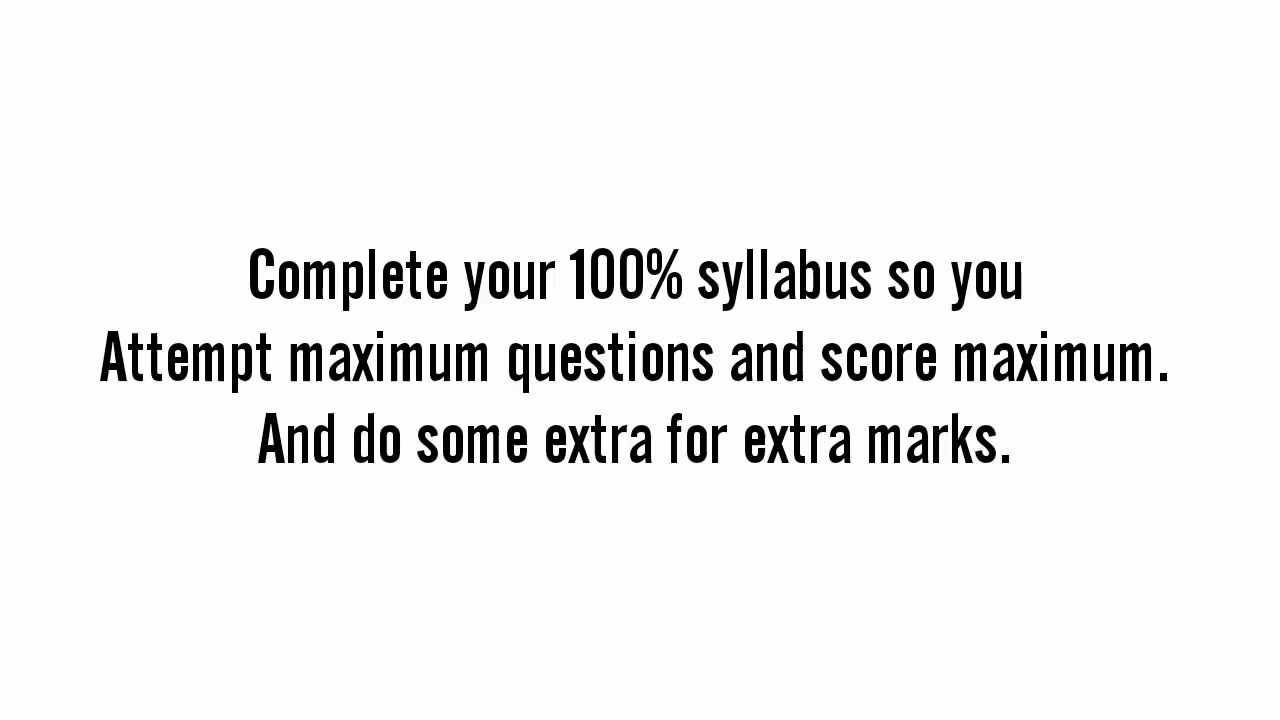 Complete your 100% syllabus so you
Attempt maximum questions and score maximum.
And do some extra for extra marks.